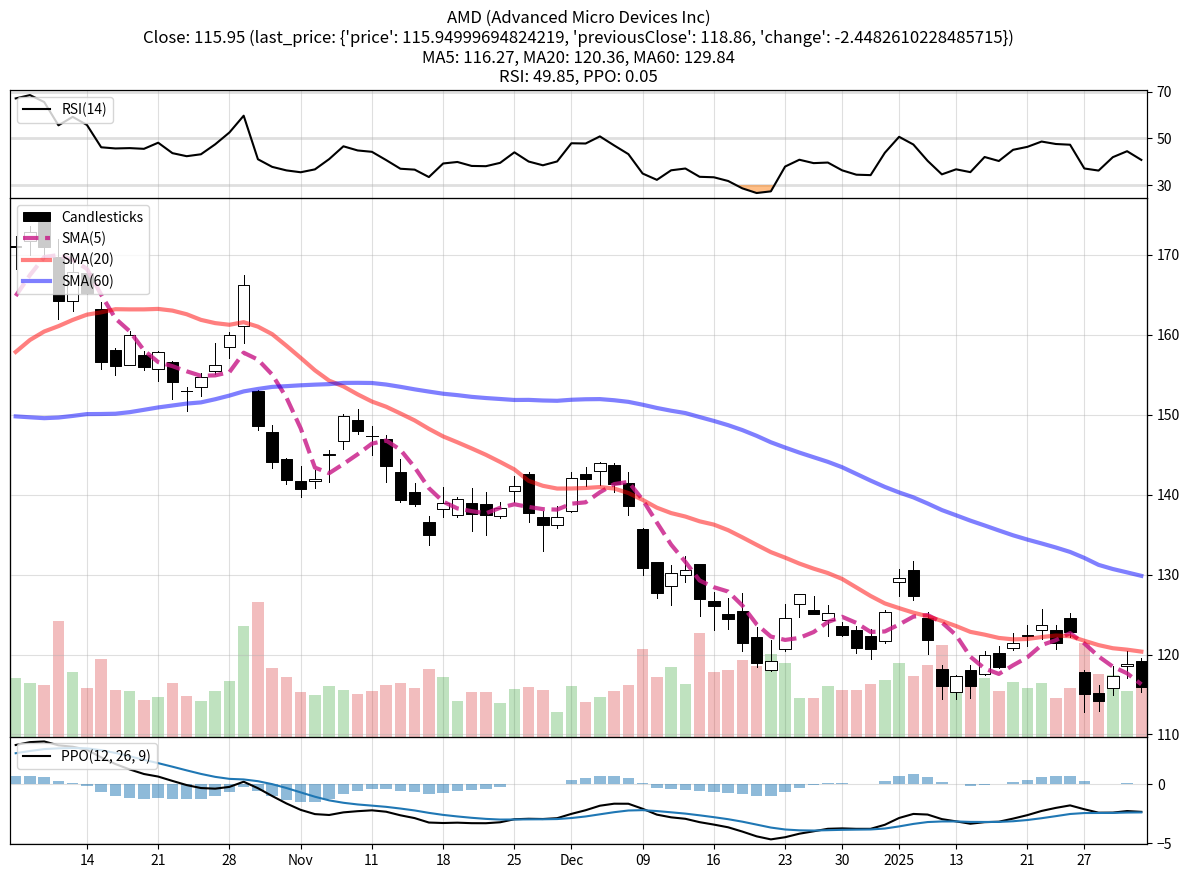 AMD (Advanced Micro Devices Inc)
Close: 115.95 (last_price: {'price': 115.94999694824219, 'previousClose': 118.86, 'change': -2.4482610228485715})
MA5: 116.27, MA20: 120.36, MA60: 129.84
RSI: 49.85, PPO: 0.05
RSI(14)
70
50
30
Candlesticks
SMA(5)
SMA(20)
SMA(60)
170
160
150
140
130
120
110
PPO(12, 26, 9)
0
−5
14 21 28 Nov 11 18 25 Dec 09 16 23 30 2025 13 21 27